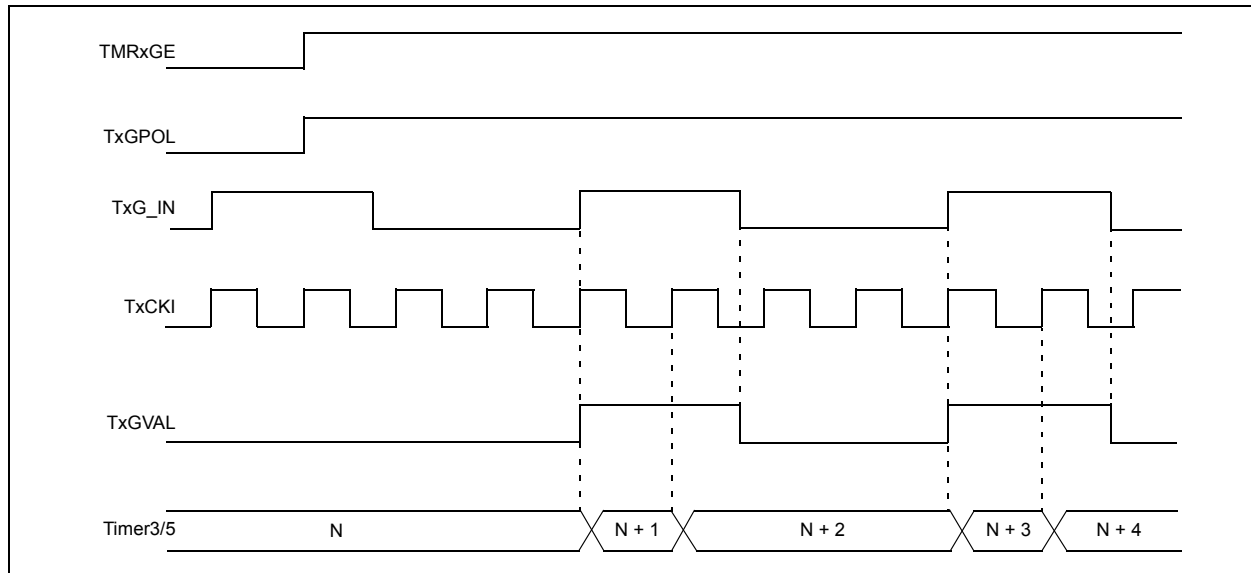 TMRxGE
TxGPOL
TxG_IN
TxCKI
TxGVAL
Timer3/5 N N + 1 N + 2 N + 3 N + 4